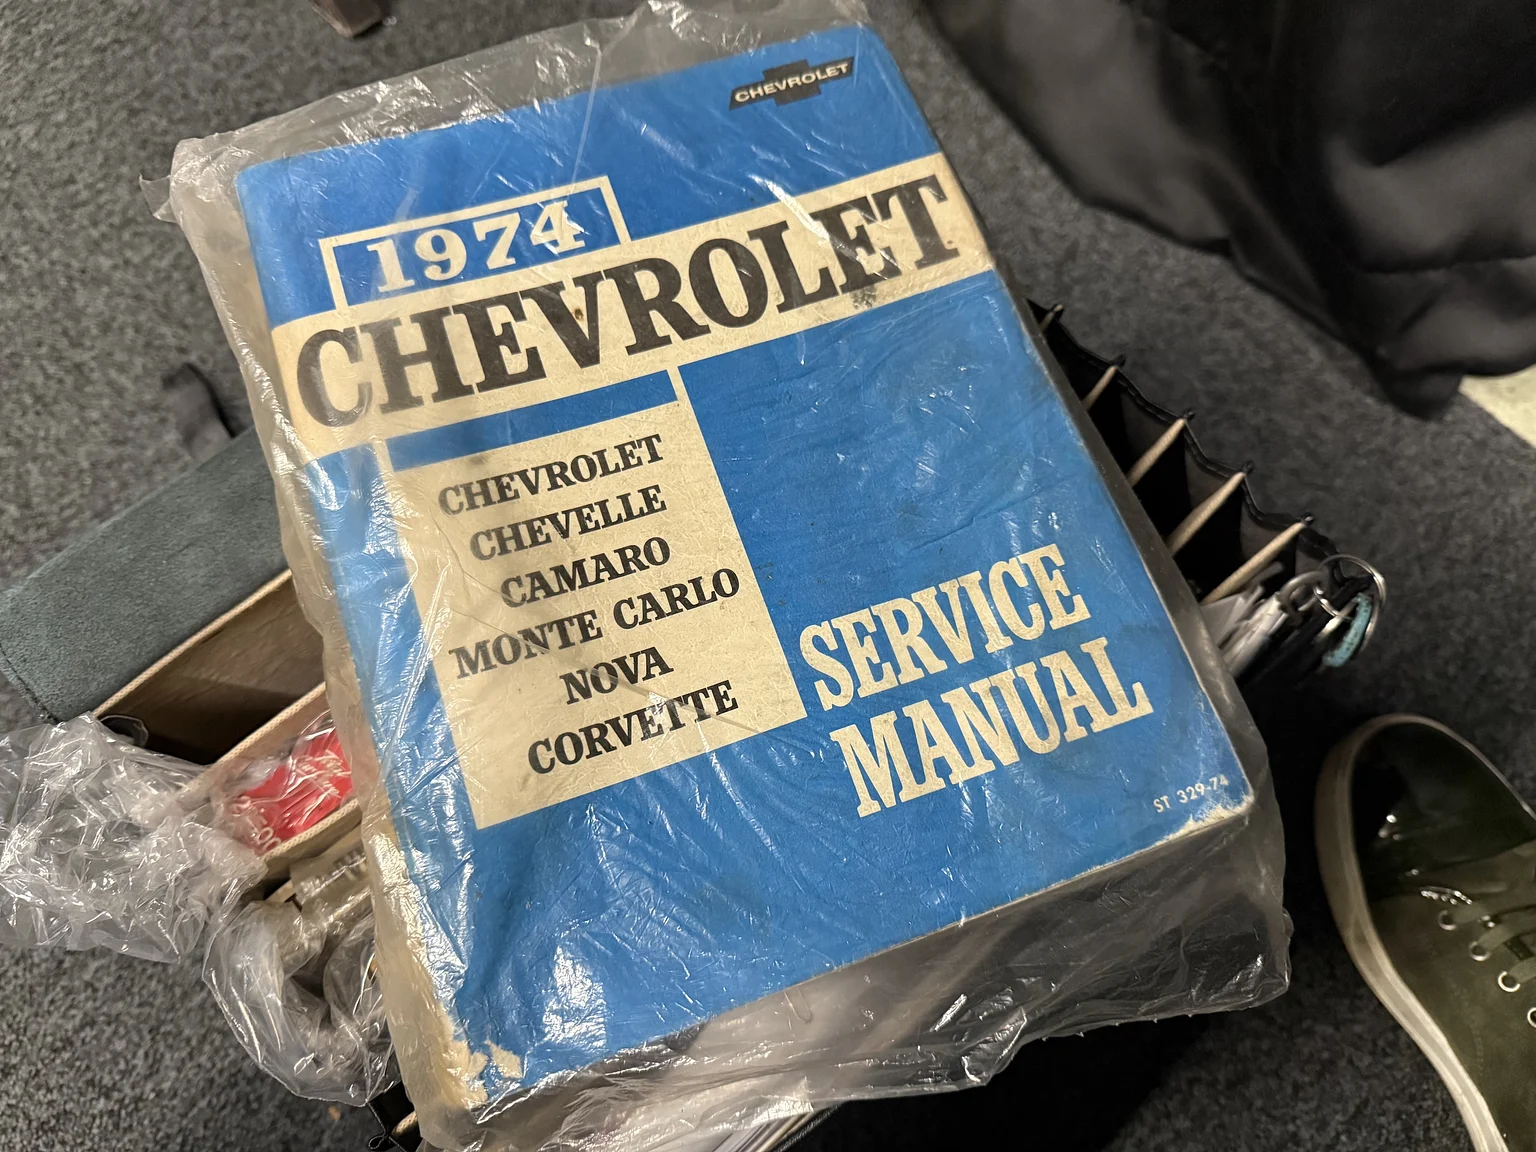 CHEVROLET
1974
CHEVROLET
CHEVROLET
CHEVELLE
CAMARO
MONTE CARLO
NOVA
CORVETTE
SERVICE
MANUAL
ST 329-74